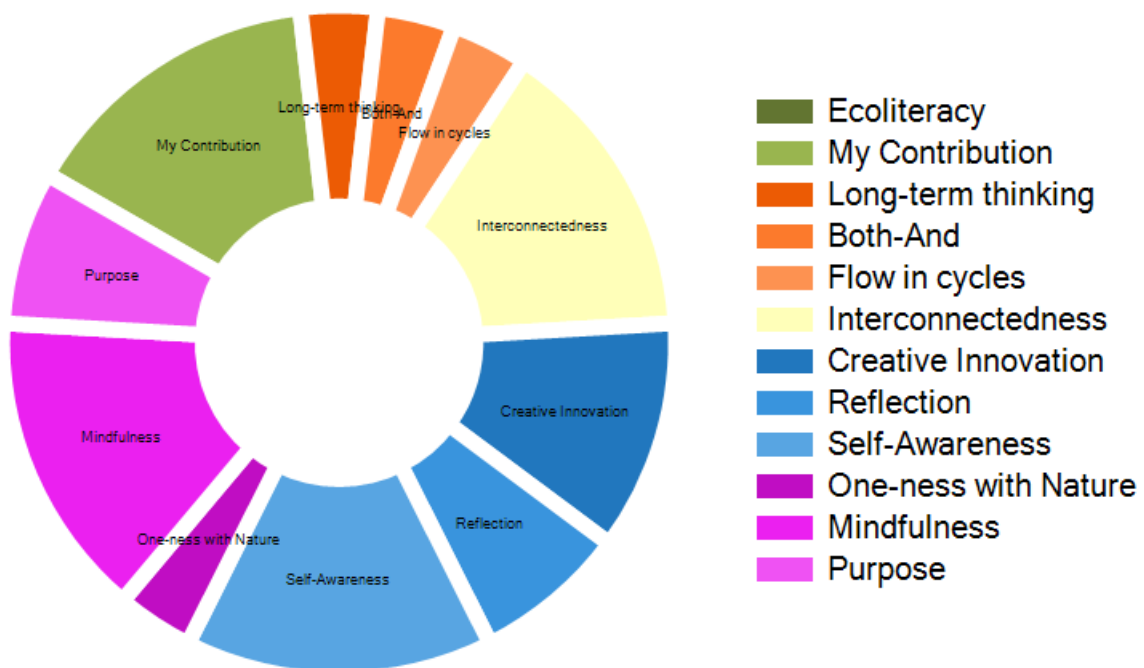 Long-term thinking
Both-And
Flow in cycles
My Contribution
Interconnectedness
Purpose
Creative Innovation
Mindfulness
Reflection
One-ness with Nature
Self-Awareness
Ecoliteracy
My Contribution
Long-term thinking
Both-And
Flow in cycles
Interconnectedness
Creative Innovation
Reflection
Self-Awareness
One-ness with Nature
Mindfulness
Purpose